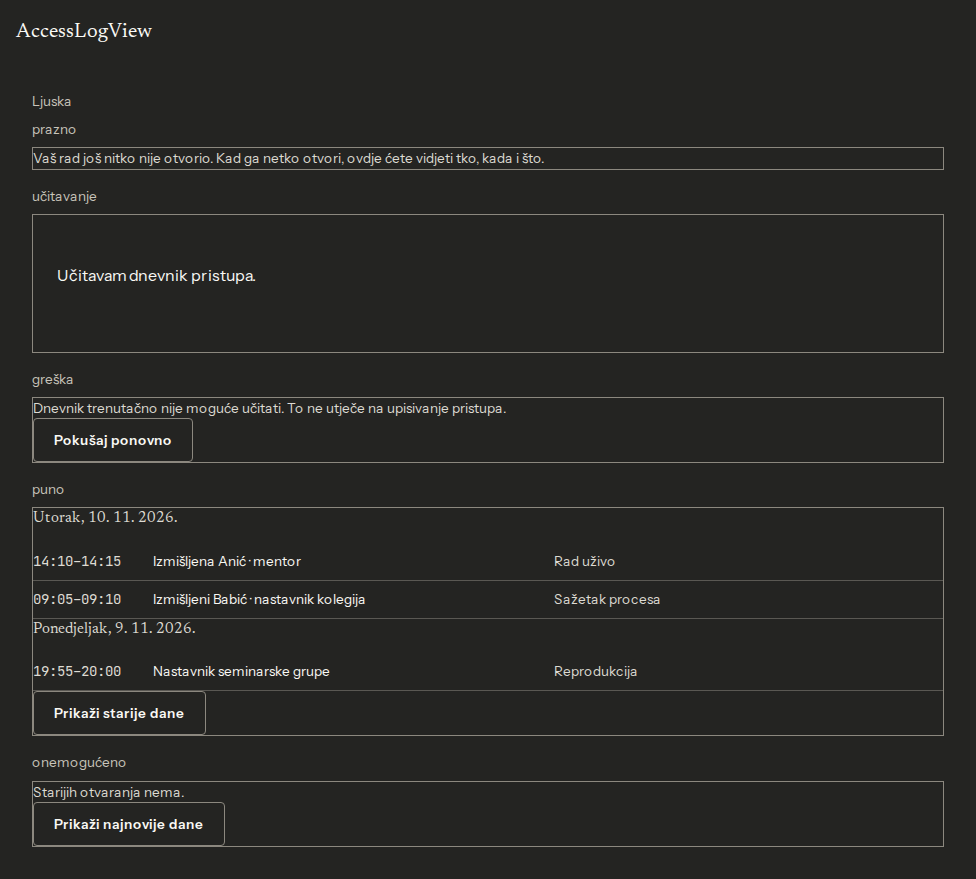 AccessLogView
Ljuska
prazno
Vaš rad još nitko nije otvorio. Kad ga netko otvori, ovdje ćete vidjeti tko, kada i što.
učitavanje
Učitavam dnevnik pristupa.
greška
Dnevnik trenutačno nije moguće učitati. To ne utječe na upisivanje pristupa.
Pokušaj ponovno
puno
Utorak, 10. 11. 2026.
14:10–14:15 Izmišljena Anić · mentor Rad uživo
09:05–09:10 Izmišljeni Babić · nastavnik kolegija Sažetak procesa
Ponedjeljak, 9. 11. 2026.
19:55–20:00 Nastavnik seminarske grupe Reprodukcija
Prikaži starije dane
onemogućeno
Starijih otvaranja nema.
Prikaži najnovije dane